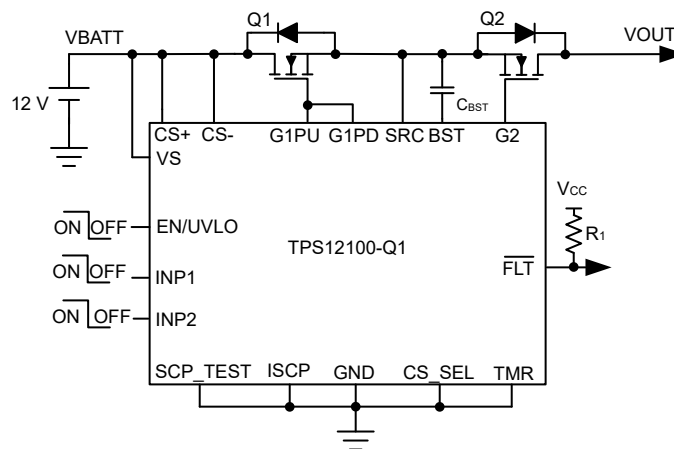 Q1
Q2
VBATT
VOUT
12 V
CBST
CS+ CS- G1PU G1PD SRC BST G2
VS
VCC
ON OFF EN/UVLO
R1
TPS12100-Q1
FLT
ON OFF INP1
ON OFF INP2
SCP_TEST ISCP GND CS_SEL TMR